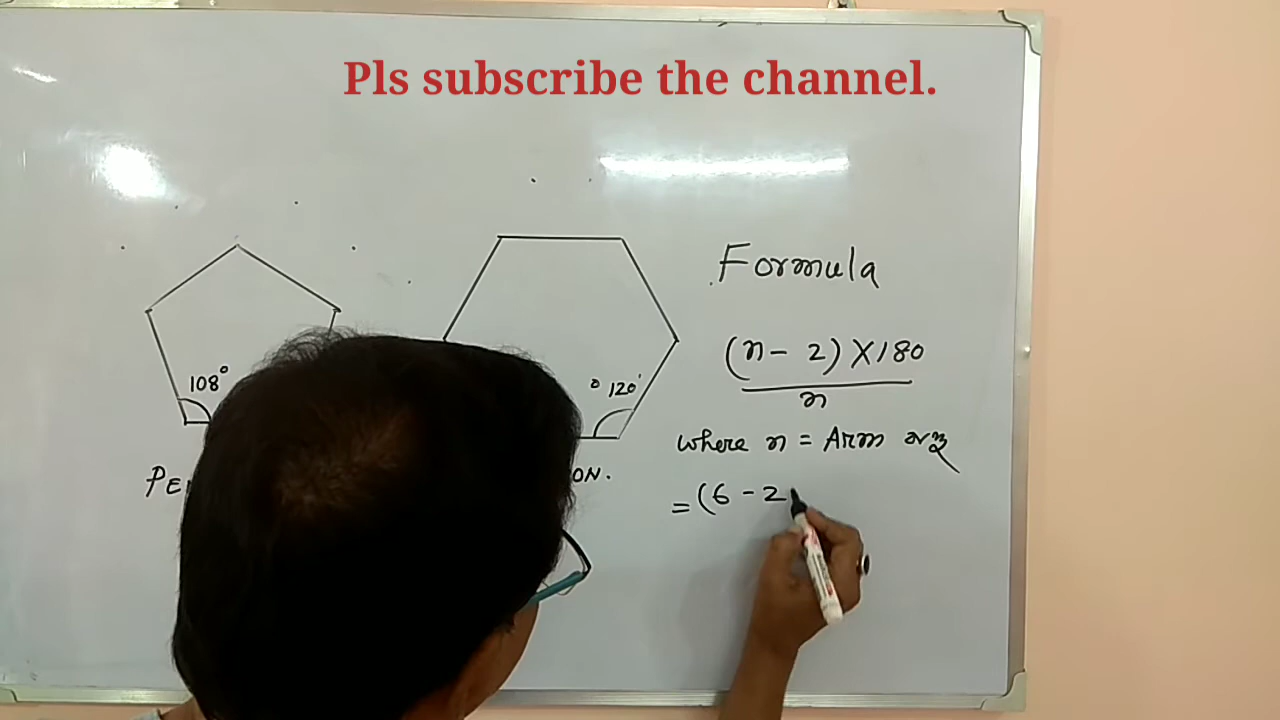 Pls subscribe the channel.
Formula
(n - 2) X 180
n
108°
° 120'
where n = Arm
PE
ON.
= (6 - 2